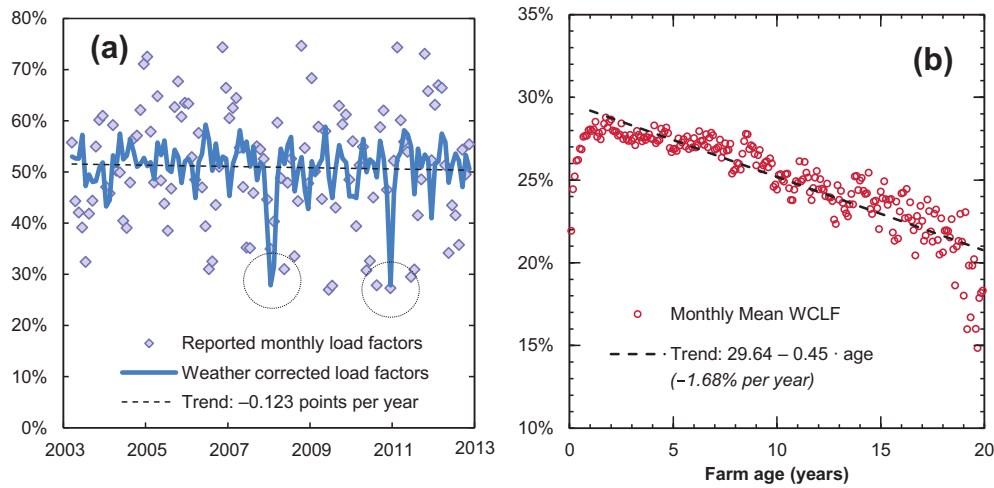 80%
70%
60%
50%
40%
30%
20%
10%
0%
(a)
Reported monthly load factors
Weather corrected load factors
Trend: –0.123 points per year
2003 2005 2007 2009 2011 2013
35%
30%
25%
20%
15%
10%
(b)
Monthly Mean WCLF
Trend: 29.64 – 0.45 · age
(–1.68% per year)
0 5 10 15 20
Farm age (years)